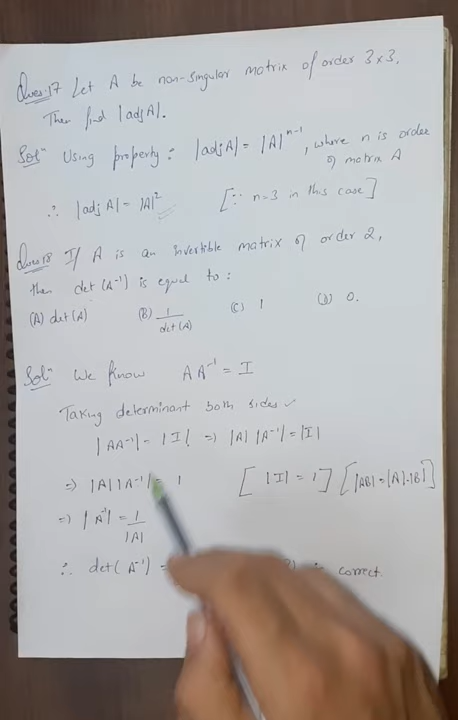 Ques.17 Let A be non-singular matrix of order 3×3.
Then find |adj A|.
Solⁿ Using property: |adj A| = |A|ⁿ⁻¹, where n is order
of matrix A
∴ |adj A| = |A|² [∵ n=3 in this case]
Ques.18 If A is an invertible matrix of order 2,
then det (A⁻¹) is equal to:
(A) det (A) (B) 1/det(A) (C) 1 (D) 0.
Solⁿ We know AA⁻¹ = I
Taking determinant both sides
|AA⁻¹| = |I| ⇒ |A| |A⁻¹| = |I|
⇒ |A| |A⁻¹| = 1 [|I| = 1] [|AB| = |A|·|B|]
⇒ |A⁻¹| = 1/|A|
∴ det( A⁻¹) = correct.